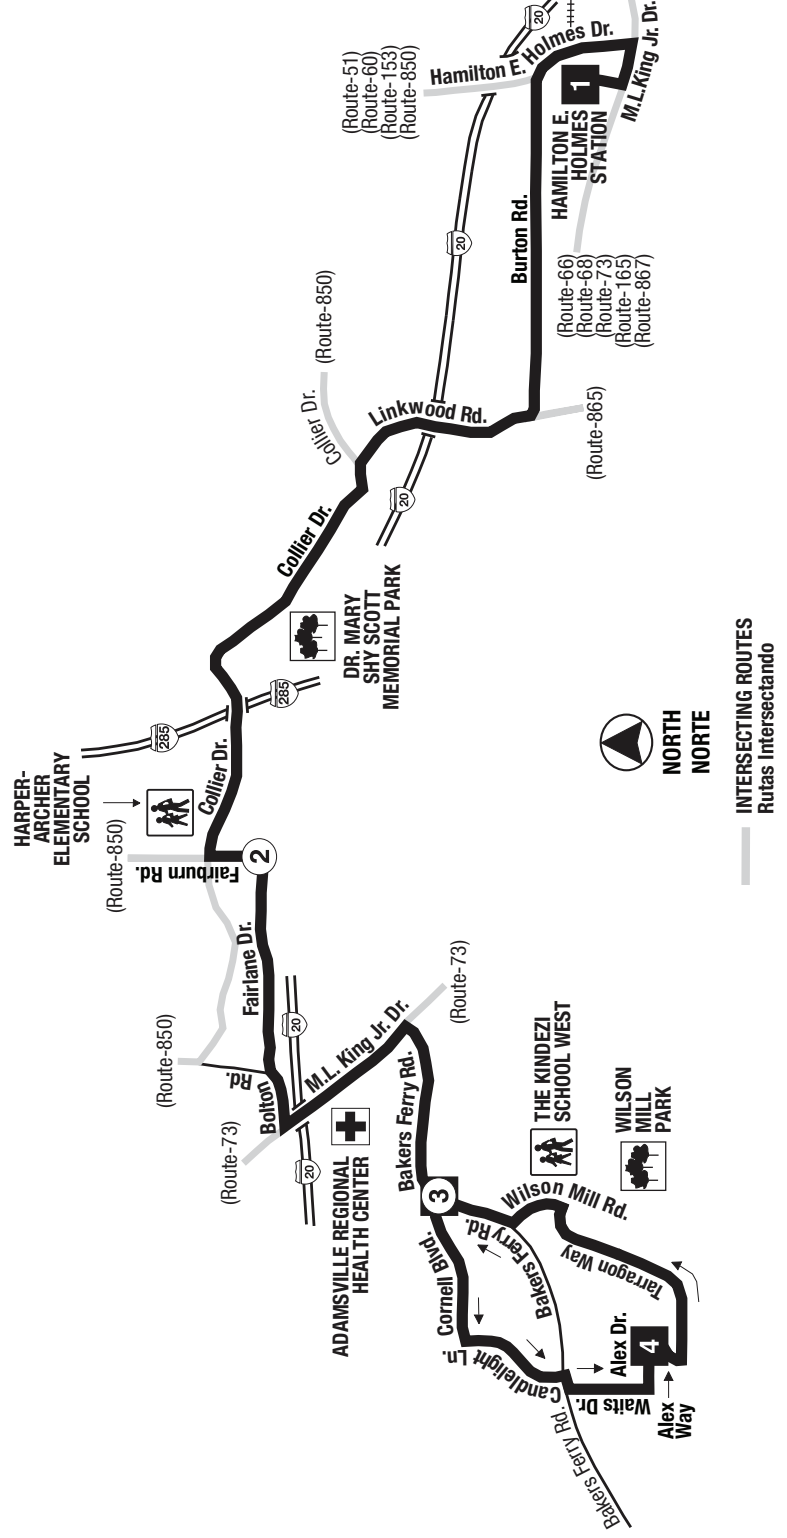 HARPER-
ARCHER
ELEMENTARY
SCHOOL
(Route-850)
Fairburn Rd.
2
Collier Dr.
285
285
DR. MARY
SHY SCOTT
MEMORIAL PARK
Collier Dr.
Collier Dr.
(Route-850)
Linkwood Rd.
20
20
(Route-865)
Burton Rd.
(Route-51)
(Route-60)
(Route-153)
(Route-850)
Hamilton E. Holmes Dr.
20
1
HAMILTON E.
HOLMES
STATION
M.L.King Jr. Dr.
(Route-66)
(Route-68)
(Route-73)
(Route-165)
(Route-867)
(Route-850)
Fairlane Dr.
Bolton
Rd.
(Route-73)
20
20
M.L. King Jr. Dr.
(Route-73)
ADAMSVILLE REGIONAL
HEALTH CENTER
Bakers Ferry Rd.
3
Cornell Blvd.
Candlelight
Ln.
Bakers Ferry Rd.
Bakers Ferry Rd.
Wilson Mill Rd.
THE KINDEZI
SCHOOL WEST
WILSON
MILL
PARK
Tarragon Way
Waits Dr.
Alex Dr.
4
Alex
Way
NORTH
NORTE
INTERSECTING ROUTES
Rutas Intersectando